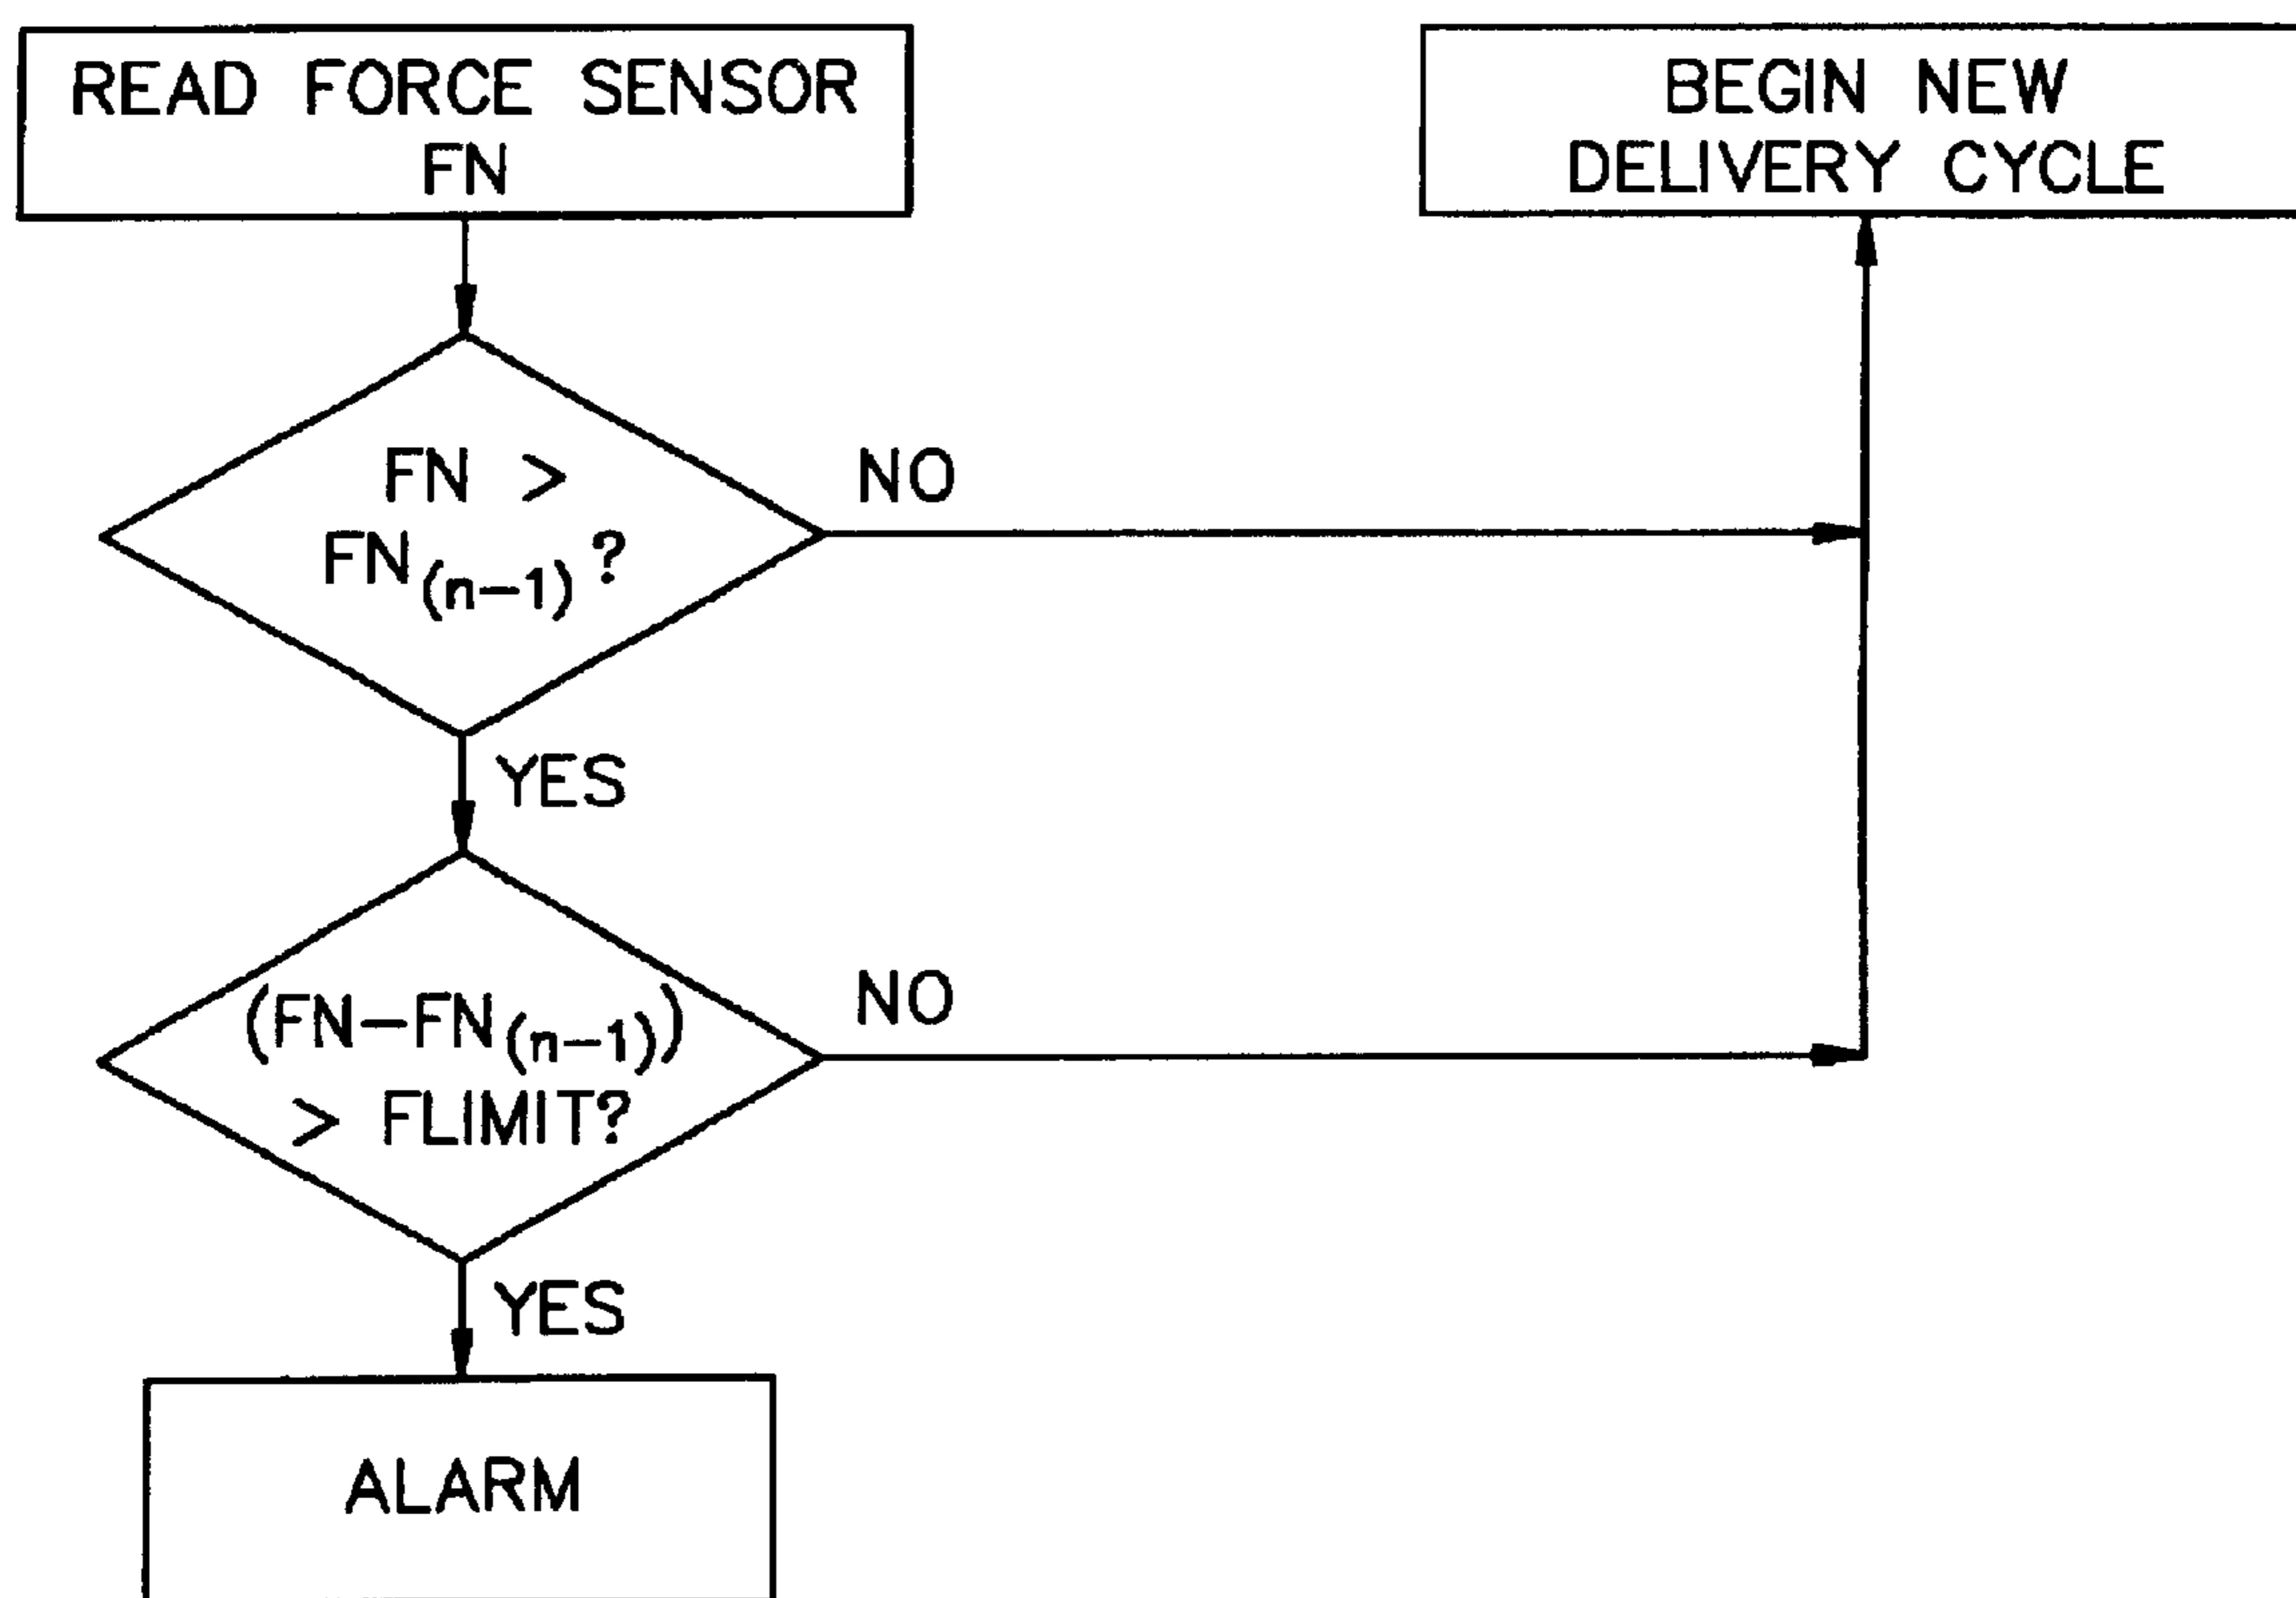 READ FORCE SENSOR
FN
BEGIN NEW
DELIVERY CYCLE
FN >
FN(n-1)?
NO
YES
(FN-FN(n-1))
> FLIMIT?
NO
YES
ALARM